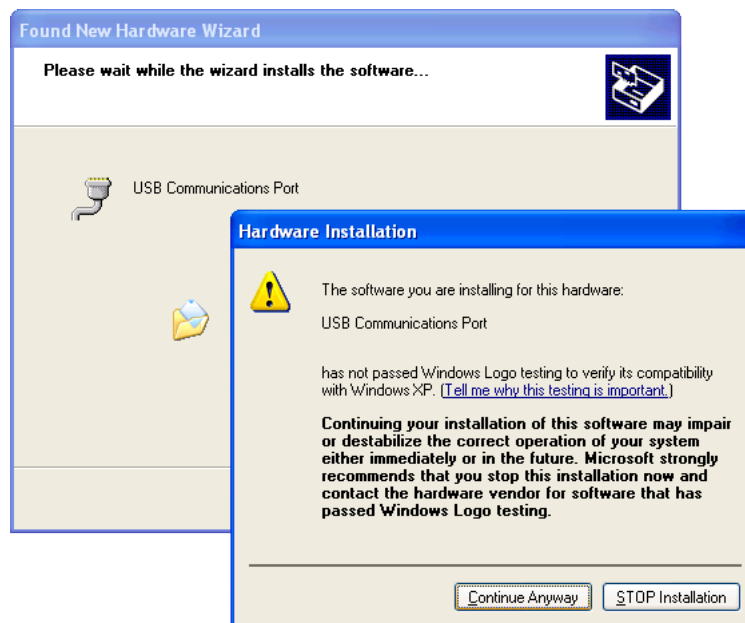 Found New Hardware Wizard
Please wait while the wizard installs the software...
USB Communications Port
Hardware Installation
The software you are installing for this hardware:
USB Communications Port
has not passed Windows Logo testing to verify its compatibility
with Windows XP. (Tell me why this testing is important.)
Continuing your installation of this software may impair
or destabilize the correct operation of your system
either immediately or in the future. Microsoft strongly
recommends that you stop this installation now and
contact the hardware vendor for software that has
passed Windows Logo testing.
Continue Anyway
STOP Installation